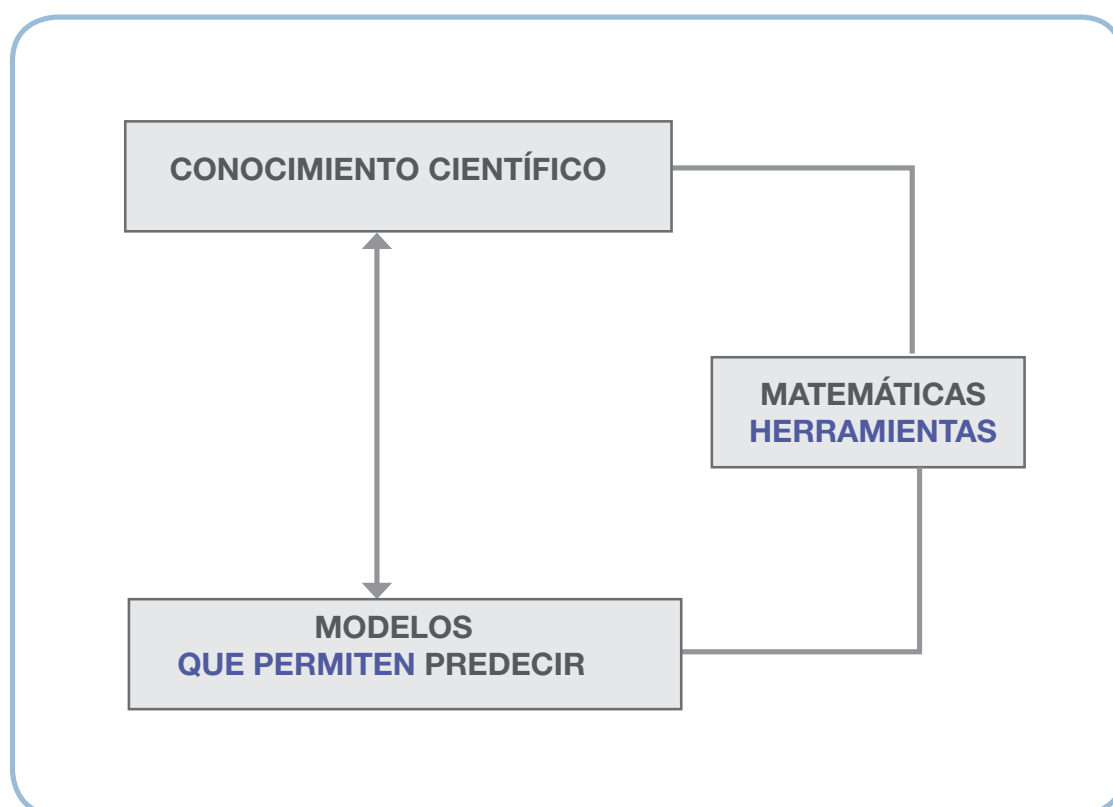 CONOCIMIENTO CIENTÍFICO
MATEMÁTICAS
HERRAMIENTAS
MODELOS
QUE PERMITEN PREDECIR